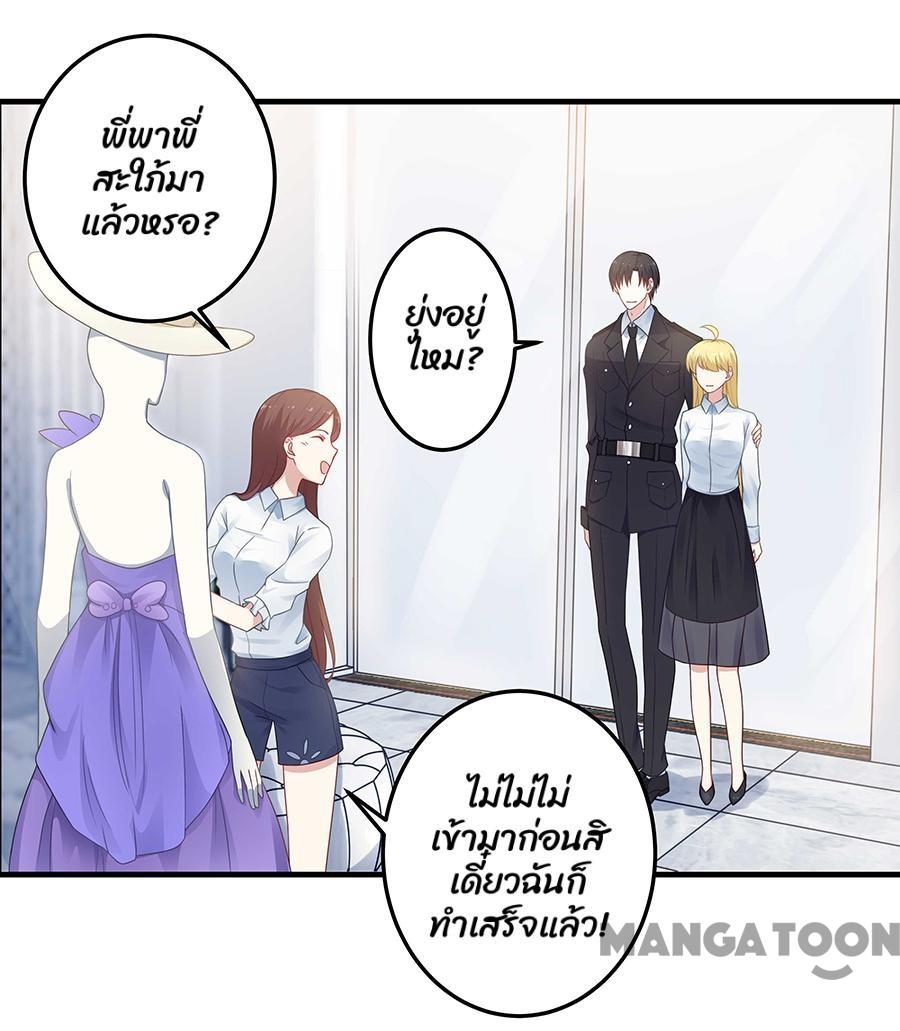 พี่พาพี่
สะใภ้มา
แล้วหรอ?
ยุ่งอยู่
ไหม?
ไม่ไม่ไม่
เข้ามาก่อนสิ
เดี๋ยวฉันก็
ทำเสร็จแล้ว!
MANGATOON